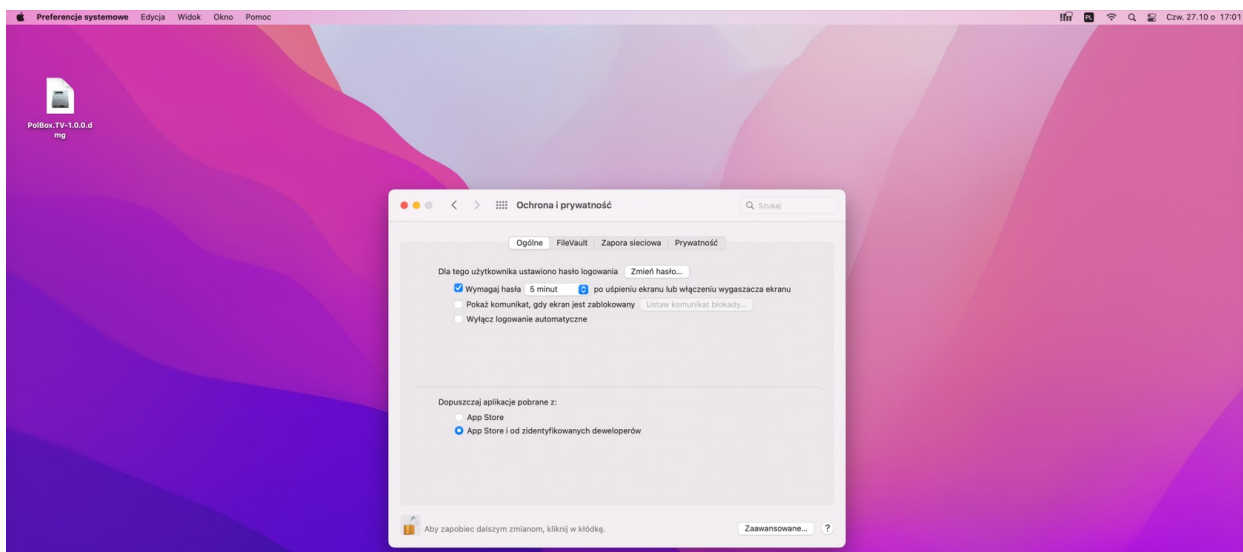 Preferencje systemowe Edycja Widok Okno Pomoc
PL Czw. 27.10 o 17:01
PolBox.TV-1.0.0.d
mg
Ochrona i prywatność
Szukaj
Ogólne FileVault Zapora sieciowa Prywatność
Dla tego użytkownika ustawiono hasło logowania Zmień hasło...
Wymagaj hasła 5 minut po uśpieniu ekranu lub włączeniu wygaszacza ekranu
Pokaż komunikat, gdy ekran jest zablokowany Ustaw komunikat blokady...
Wyłącz logowanie automatyczne
Dopuszczaj aplikacje pobrane z:
App Store
App Store i od zidentyfikowanych deweloperów
Aby zapobiec dalszym zmianom, kliknij w kłódkę.
Zaawansowane... ?